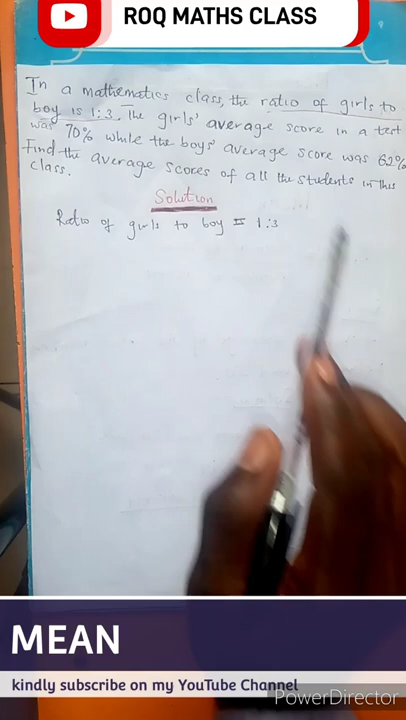 ROQ MATHS CLASS
In a mathematics class, the ratio of girls to
boy is 1:3. The girls' average score in a test
was 70% while the boys' average score was 62%
Find the average scores of all the students in this
class.
Solution
Ratio of girls to boy = 1:3
MEAN
kindly subscribe on my YouTube Channel
PowerDirector